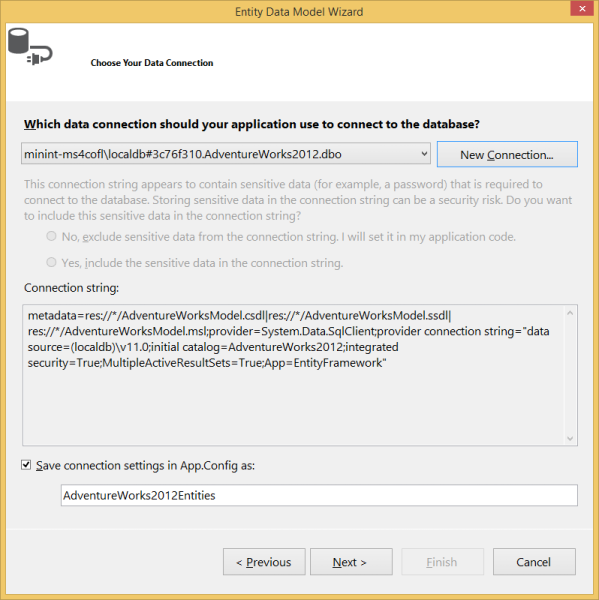 Entity Data Model Wizard
Choose Your Data Connection
Which data connection should your application use to connect to the database?
minint-ms4cofl\localdb#3c76f310.AdventureWorks2012.dbo
New Connection...
This connection string appears to contain sensitive data (for example, a password) that is required to
connect to the database. Storing sensitive data in the connection string can be a security risk. Do you want
to include this sensitive data in the connection string?
No, exclude sensitive data from the connection string. I will set it in my application code.
Yes, include the sensitive data in the connection string.
Connection string:
metadata=res://*/AdventureWorksModel.csdl|res://*/AdventureWorksModel.ssdl|
res://*/AdventureWorksModel.msl;provider=System.Data.SqlClient;provider connection string="data
source=(localdb)\v11.0;initial catalog=AdventureWorks2012;integrated
security=True;MultipleActiveResultSets=True;App=EntityFramework"
Save connection settings in App.Config as:
AdventureWorks2012Entities
< Previous
Next >
Finish
Cancel